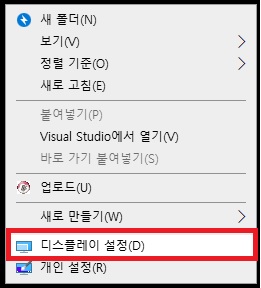 새 폴더(N)
보기(V)
정렬 기준(O)
새로 고침(E)
붙여넣기(P)
Visual Studio에서 열기(V)
바로 가기 붙여넣기(S)
업로드(U)
새로 만들기(W)
디스플레이 설정(D)
개인 설정(R)